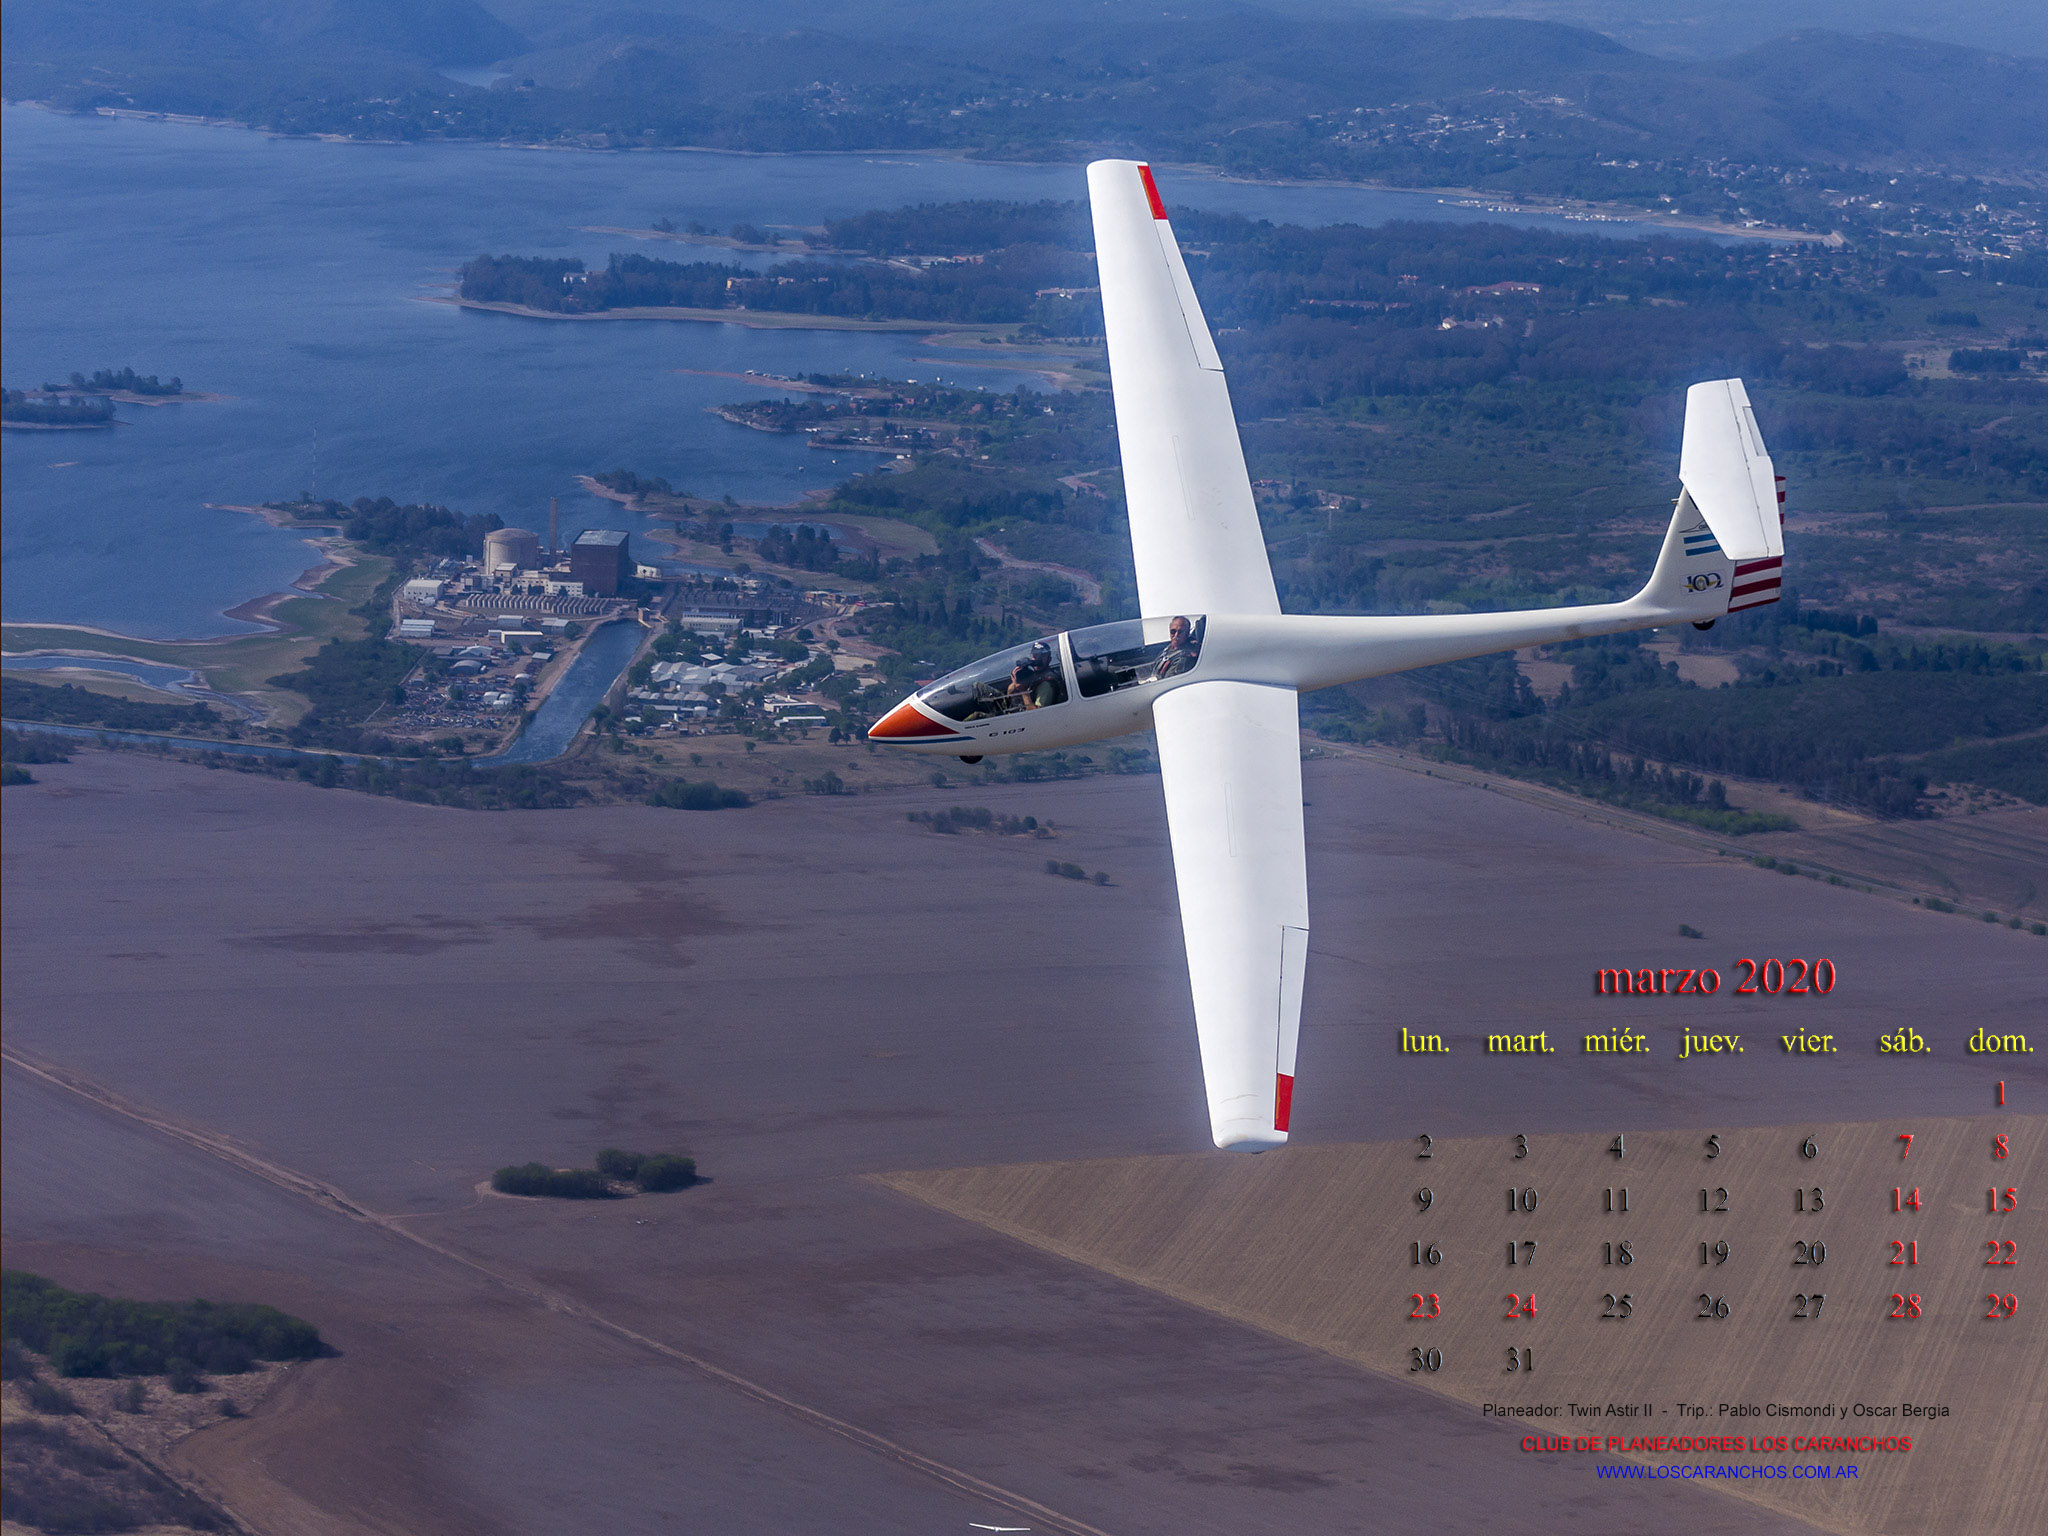 100
G 103
marzo 2020
lun. mart. miér. juev. vier. sáb. dom.
1
2 3 4 5 6 7 8
9 10 11 12 13 14 15
16 17 18 19 20 21 22
23 24 25 26 27 28 29
30 31
Planeador: Twin Astir II - Trip.: Pablo Cismondi y Oscar Bergia
CLUB DE PLANEADORES LOS CARANCHOS
WWW.LOSCARANCHOS.COM.AR